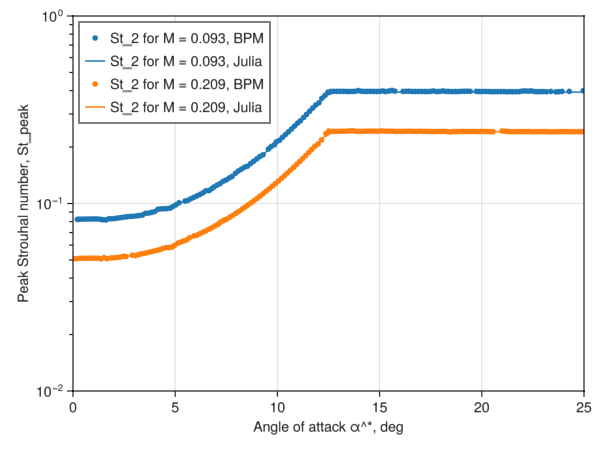 10⁰
St_2 for M = 0.093, BPM
St_2 for M = 0.093, Julia
St_2 for M = 0.209, BPM
St_2 for M = 0.209, Julia
Peak Strouhal number, St_peak
10⁻¹
10⁻²
0 5 10 15 20 25
Angle of attack α^*, deg